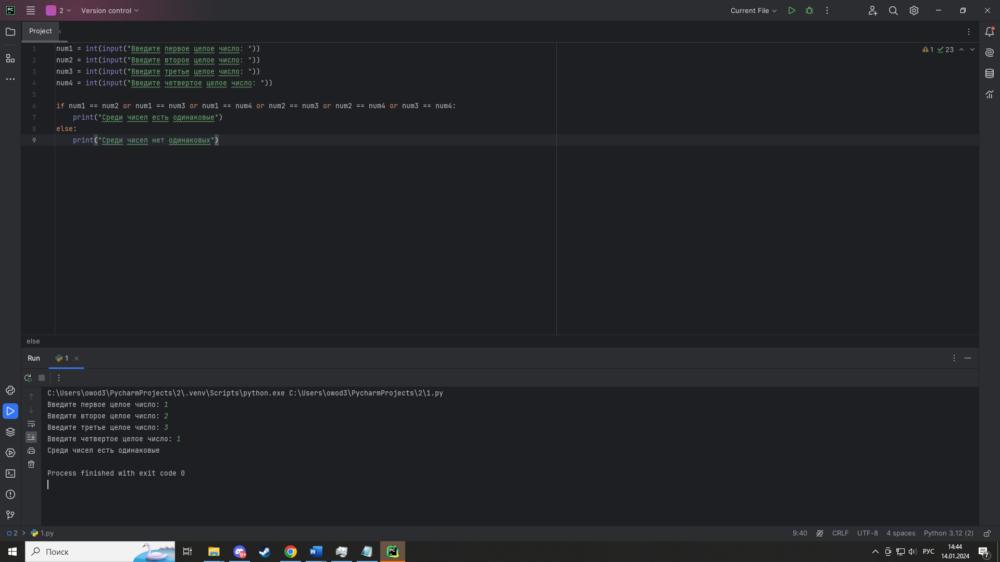 PC 2 Version control Current File
Project
1 num1 = int(input("Введите первое целое число: "))
2 num2 = int(input("Введите второе целое число: "))
3 num3 = int(input("Введите третье целое число: "))
4 num4 = int(input("Введите четвертое целое число: "))
5
6 if num1 == num2 or num1 == num3 or num1 == num4 or num2 == num3 or num2 == num4 or num3 == num4:
7 print("Среди чисел есть одинаковые")
8 else:
9 print("Среди чисел нет одинаковых")
1 23
else
Run 1
C:\Users\owod3\PycharmProjects\2\.venv\Scripts\python.exe C:\Users\owod3\PycharmProjects\2\1.py
Введите первое целое число: 1
Введите второе целое число: 2
Введите третье целое число: 3
Введите четвертое целое число: 1
Среди чисел есть одинаковые
Process finished with exit code 0
2 1.py 9:40 CRLF UTF-8 4 spaces Python 3.12 (2)
Поиск 9+ W PC РУС 14:44
14.01.2024 7